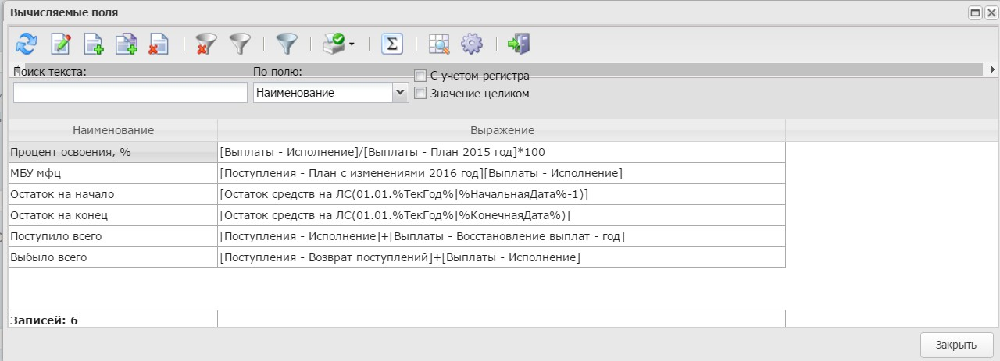 Вычисляемые поля
Поиск текста:
По полю:
С учетом регистра
Наименование
Значение целиком
Наименование Выражение
Процент освоения, % [Выплаты - Исполнение]/[Выплаты - План 2015 год]*100
МБУ мфц [Поступления - План с изменениями 2016 год][Выплаты - Исполнение]
Остаток на начало [Остаток средств на ЛС(01.01.%ТекГод%|%НачальнаяДата%-1)]
Остаток на конец [Остаток средств на ЛС(01.01.%ТекГод%|%КонечнаяДата%)]
Поступило всего [Поступления - Исполнение]+[Выплаты - Восстановление выплат - год]
Выбыло всего [Поступления - Возврат поступлений]+[Выплаты - Исполнение]
Записей: 6
Закрыть